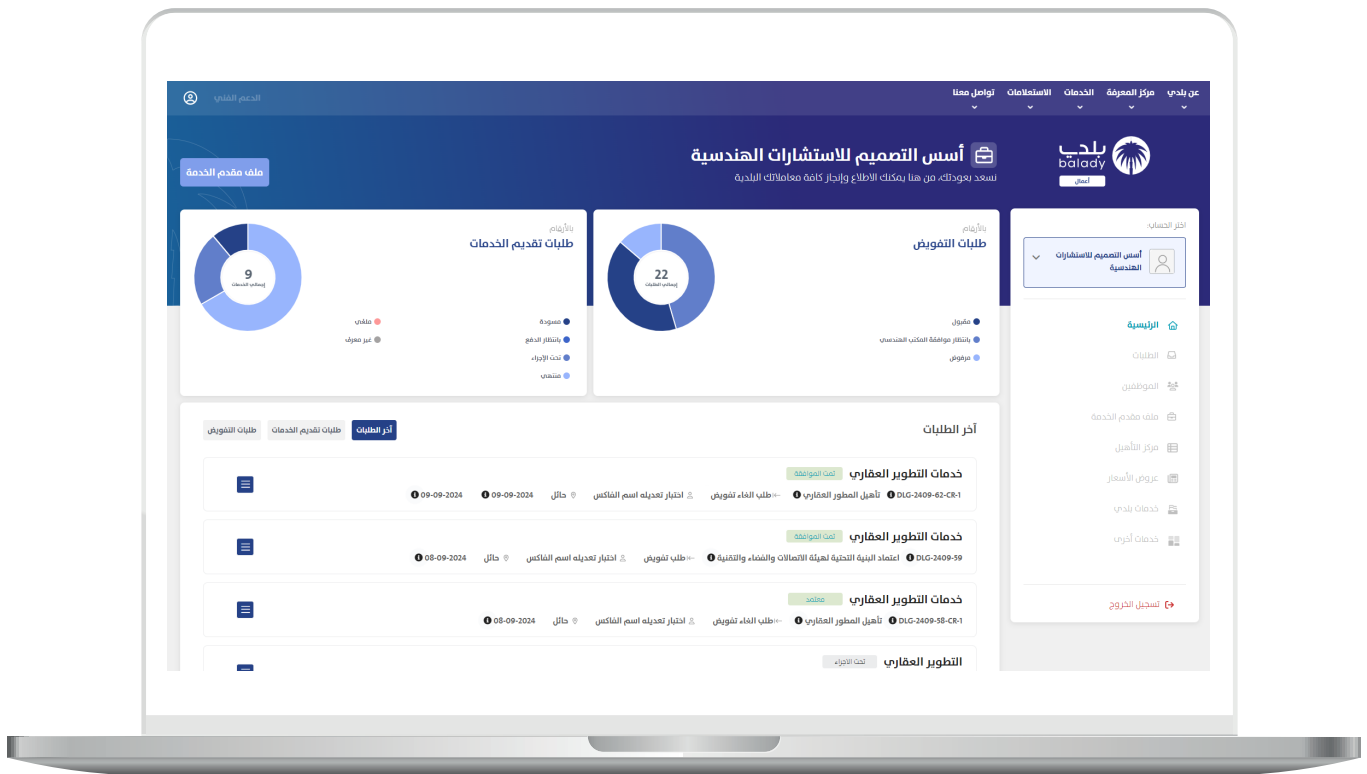 عن بلدي مركز المعرفة الخدمات الاستعلامات تواصل معنا
الدعم الفني
بلدي
balady
أعمال
أسس التصميم للاستشارات الهندسية
نسعد بعودتك، من هنا يمكنك الاطلاع وإنجاز كافة معاملاتك البلدية
ملف مقدم الخدمة
اختر الحساب:
أسس التصميم للاستشارات
الهندسية
الرئيسية
الطلبات
الموظفين
ملف مقدم الخدمة
مركز التأهيل
عروض الأسعار
خدمات بلدي
خدمات أخرى
تسجيل الخروج
بالأرقام
طلبات التفويض
22
إجمالي الطلبات
مقبول
بانتظار موافقة المكتب الهندسي
مرفوض
بالأرقام
طلبات تقديم الخدمات
9
إجمالي الخدمات
مسودة
بانتظار الدفع
تحت الإجراء
منتهي
ملغي
غير معرف
آخر الطلبات
آخر الطلبات طلبات تقديم الخدمات طلبات التفويض
خدمات التطوير العقاري تمت الموافقة
DLG-2409-62-CR-1 تأهيل المطور العقاري طلب الغاء تفويض اختبار تعديله اسم الفاكس حائل 09-09-2024 09-09-2024
خدمات التطوير العقاري تمت الموافقة
DLG-2409-59 اعتماد البنية التحتية لهيئة الاتصالات والفضاء والتقنية طلب تفويض اختبار تعديله اسم الفاكس حائل 08-09-2024
خدمات التطوير العقاري معتمد
DLG-2409-58-CR-1 تأهيل المطور العقاري طلب الغاء تفويض اختبار تعديله اسم الفاكس حائل 08-09-2024
التطوير العقاري تحت الاجراء